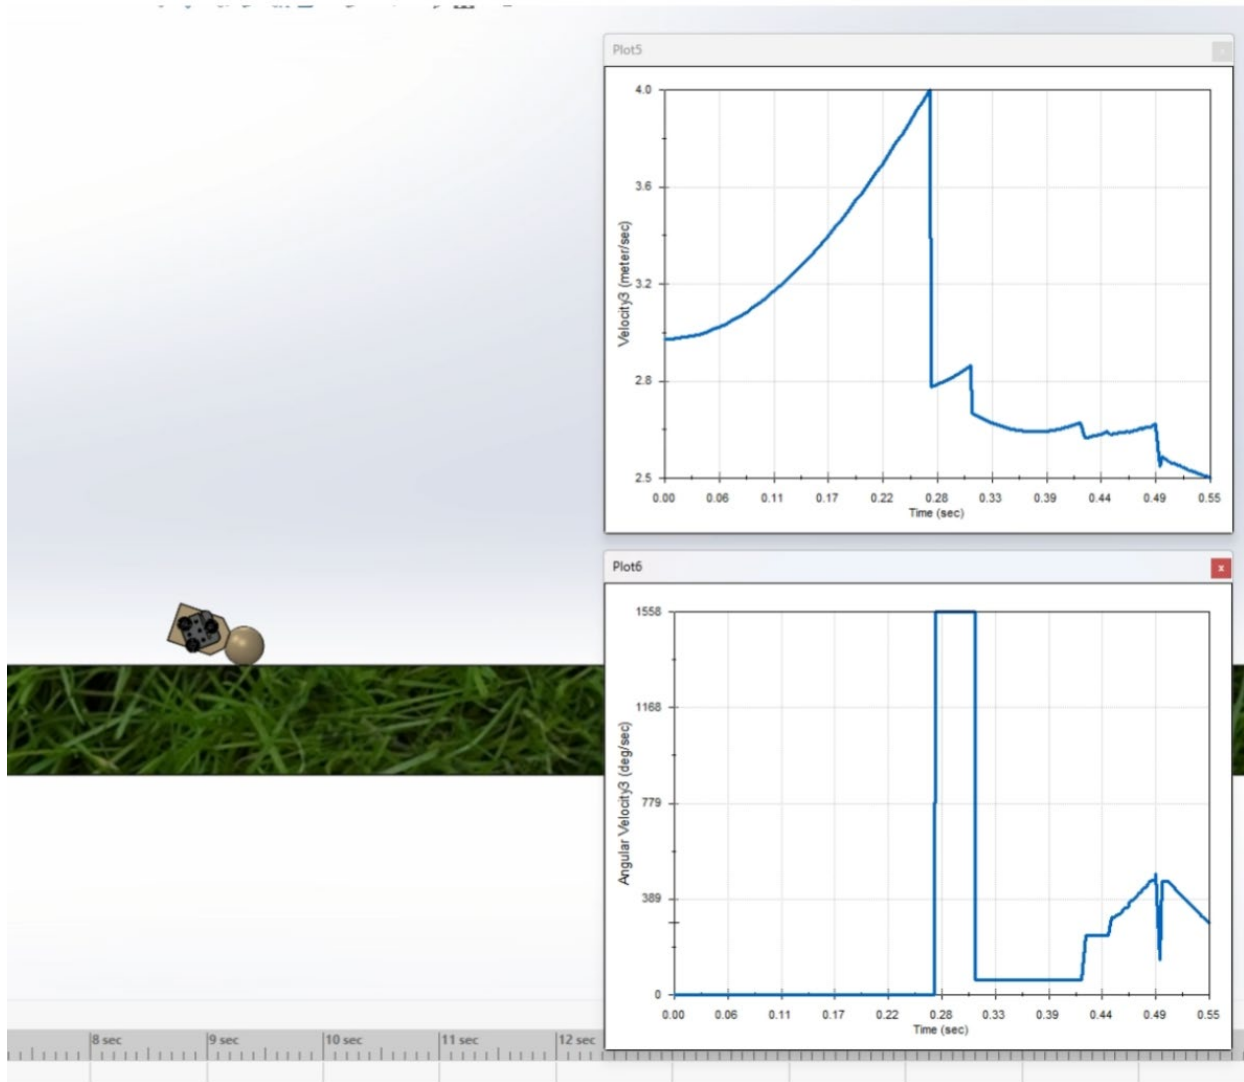 Plot5
4.0
3.6
3.2
2.8
2.5
Velocity3 (meter/sec)
0.00 0.06 0.11 0.17 0.22 0.28 0.33 0.39 0.44 0.49 0.55
Time (sec)
Plot6
x
1558
1168
779
389
0
Angular Velocity3 (deg/sec)
0.00 0.06 0.11 0.17 0.22 0.28 0.33 0.39 0.44 0.49 0.55
Time (sec)
8 sec 9 sec 10 sec 11 sec 12 sec